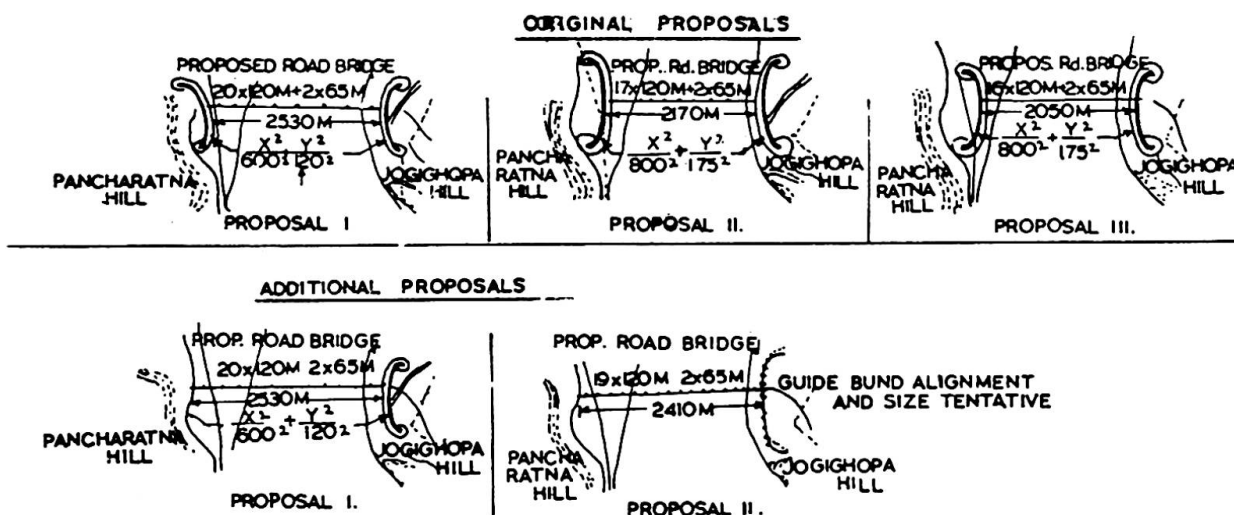 ORIGINAL PROPOSALS
PROPOSED ROAD BRIDGE
20x120M+2x65M
2530M
X² Y²
600² 120²
PANCHARATNA
HILL
JOGIGHOPA
HILL
PROPOSAL I
PROP. Rd. BRIDGE
17x120M+2x65M
2170M
X² + Y²
800² 175²
PANCHA
RATNA
HILL
JOGIGHOPA
HILL
PROPOSAL II.
PROPOS. Rd. BRIDGE
16x120M+2x65M
2050M
X² + Y²
800² 175²
PANCHA
RATNA
HILL
JOGIGHOPA
HILL
PROPOSAL III.
ADDITIONAL PROPOSALS
PROP. ROAD BRIDGE
20x120M 2x65M
2530M
X² + Y²
600² 120²
PANCHARATNA
HILL
JOGIGHOPA
HILL
PROPOSAL I.
PROP. ROAD BRIDGE
19x120M 2x65M
2410M
GUIDE BUND ALIGNMENT
AND SIZE TENTATIVE
PANCHA
RATNA
HILL
JOGIGHOPA
HILL
PROPOSAL II.